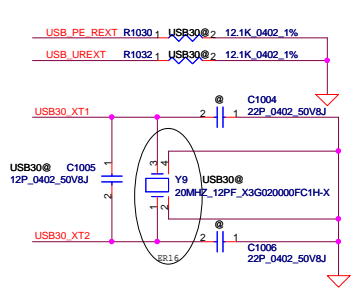 USB_PE_REXT R1030 1 USB30@ 2 12.1K_0402_1%
USB_UREXT R1032 1 USB30@ 2 12.1K_0402_1%
@ C1004
USB30_XT1 2 1 22P_0402_50V8J
USB30@ C1005 1 3 4 Y9 USB30@
12P_0402_50V8J 2 1 2 20MHZ_12PF_X3G020000FC1H-X
@
USB30_XT2 2 1 C1006
ER16 22P_0402_50V8J